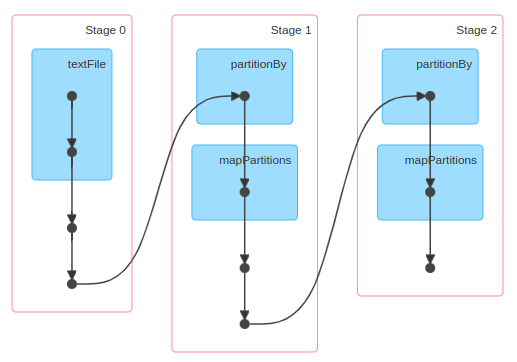 Stage 0
textFile
Stage 1
partitionBy
mapPartitions
Stage 2
partitionBy
mapPartitions